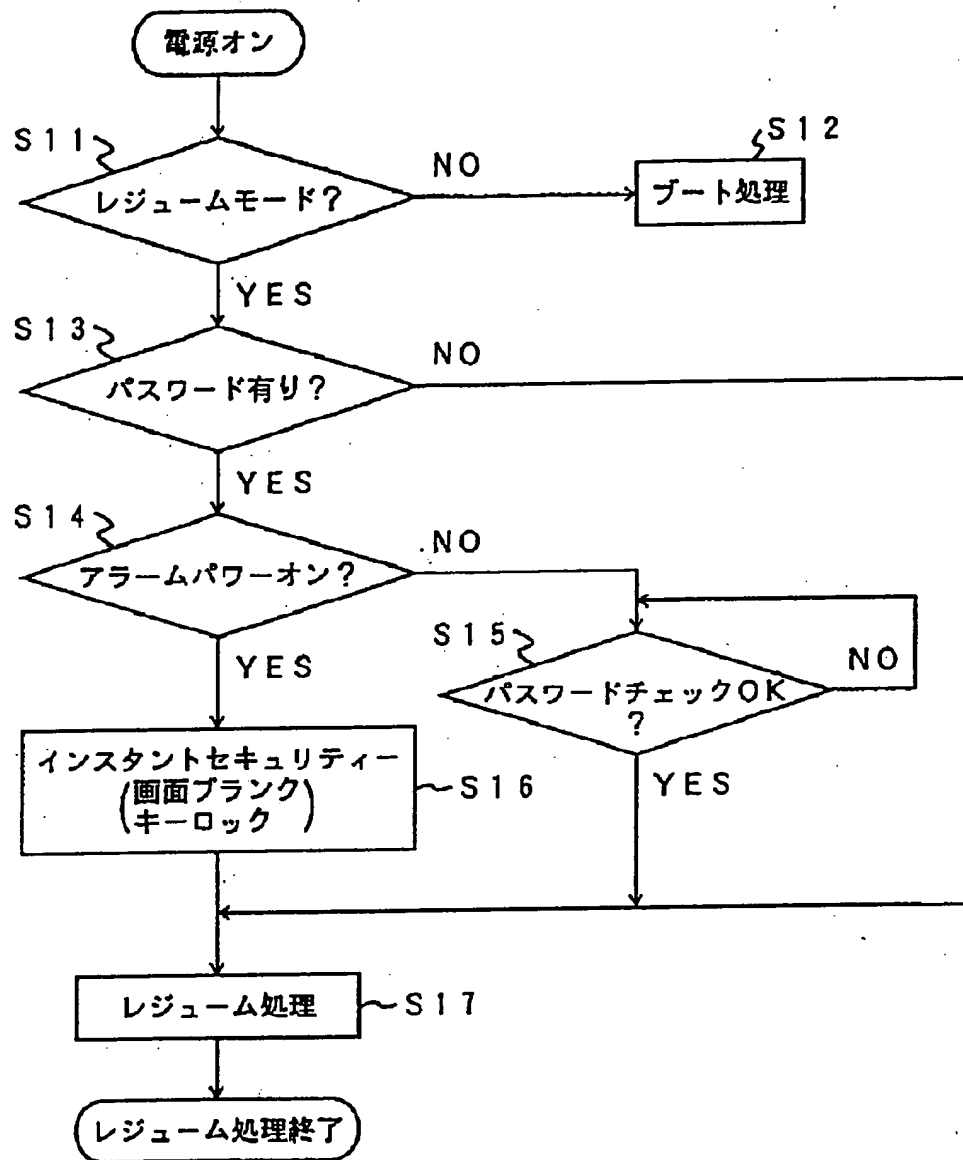 電源オン
S11
レジュームモード?
NO
S12
ブート処理
YES
S13
パスワード有り?
NO
YES
S14
アラームパワーオン?
NO
S15
パスワードチェックOK
?
NO
YES
YES
インスタントセキュリティー
(画面ブランク
キーロック)
S16
レジューム処理
S17
レジューム処理終了